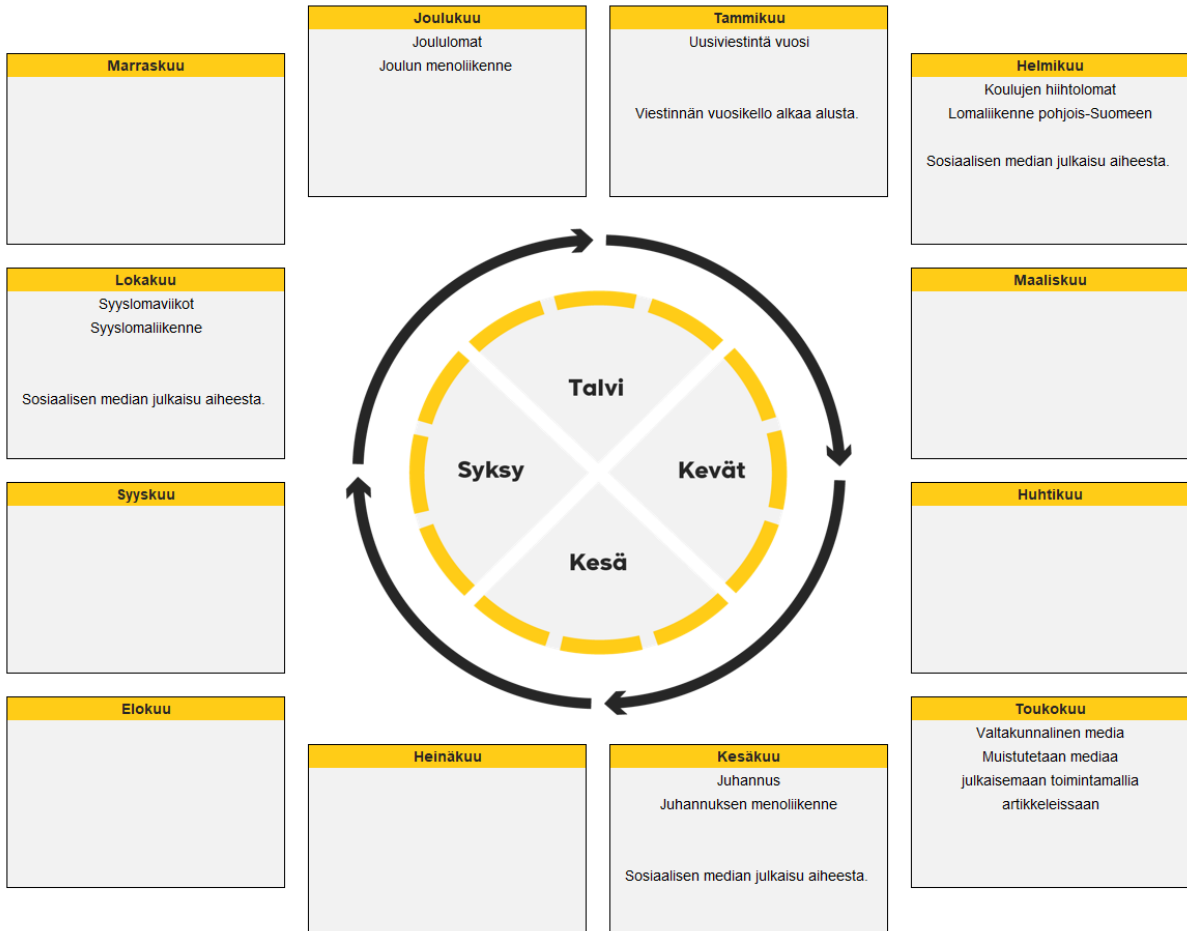 Joulukuu
Joululomat
Joulun menoliikenne
Tammikuu
Uusiviestintä vuosi
Viestinnän vuosikello alkaa alusta.
Marraskuu
Helmikuu
Koulujen hiihtolomat
Lomaliikenne pohjois-Suomeen
Sosiaalisen median julkaisu aiheesta.
Lokakuu
Syyslomaviikot
Syyslomaliikenne
Sosiaalisen median julkaisu aiheesta.
Maaliskuu
Talvi
Syksy
Kevät
Kesä
Syyskuu
Huhtikuu
Elokuu
Toukokuu
Valtakunnalinen media
Muistutetaan mediaa
julkaisemaan toimintamallia
artikkeleissaan
Heinäkuu
Kesäkuu
Juhannus
Juhannuksen menoliikenne
Sosiaalisen median julkaisu aiheesta.